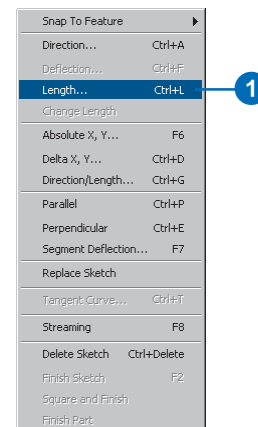 Snap To Feature
Direction... Ctrl+A
Deflection... Ctrl+F
Length... Ctrl+L
1
Change Length
Absolute X, Y... F6
Delta X, Y... Ctrl+D
Direction/Length... Ctrl+G
Parallel Ctrl+P
Perpendicular Ctrl+E
Segment Deflection... F7
Replace Sketch
Tangent Curve... Ctrl+T
Streaming F8
Delete Sketch Ctrl+Delete
Finish Sketch F2
Square and Finish
Finish Part